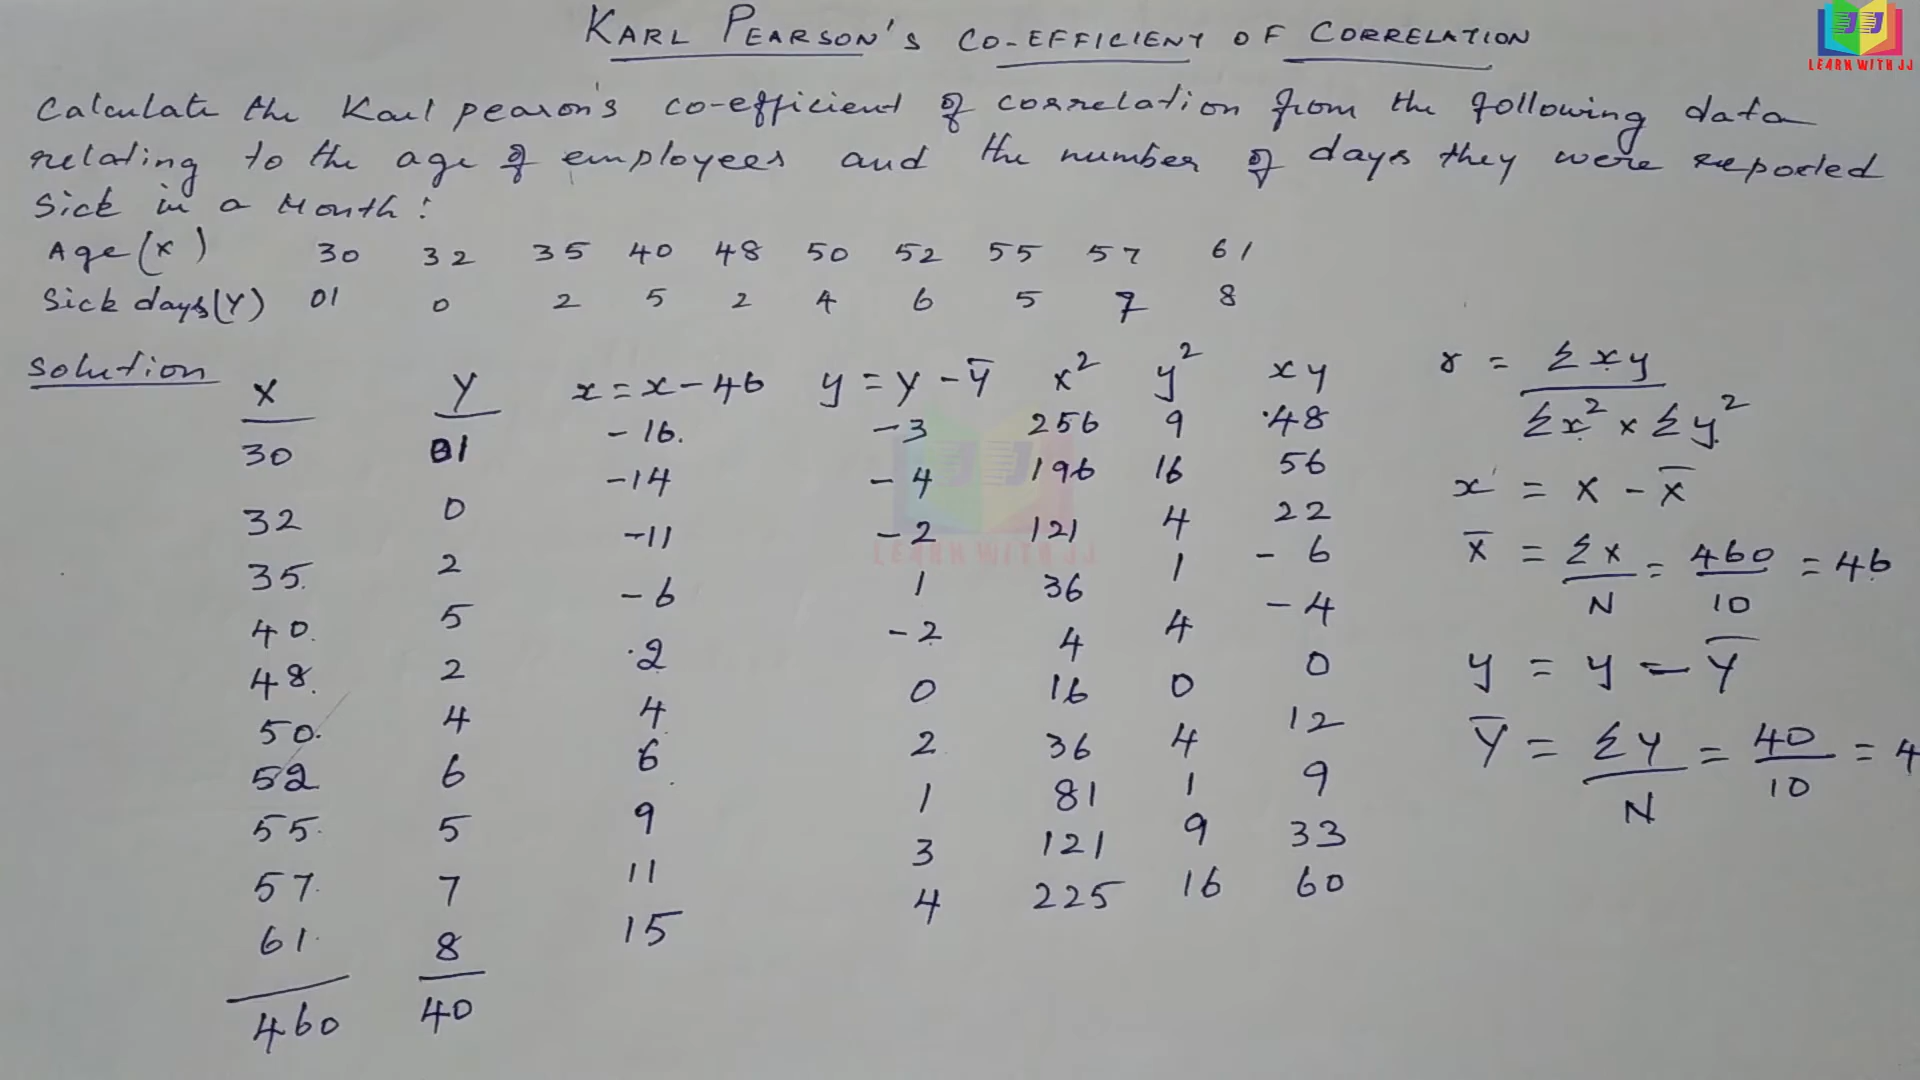 KARL PEARSON'S CO-EFFICIENT OF CORRELATION
LEARN WITH JJ
Calculate the Karl pearon's co-efficient of correlation from the following data
relating to the age of employees and the number of days they were reported
Sick in a Month:
Age (X) 30 32 35 40 48 50 52 55 57 61
Sick days (Y) 01 0 2 5 2 4 6 5 7 8
Solution
X Y x = x - 46 y = y - Y̅ x² y² xy
30 01 -16. -3 256 9 48
32 0 -14 -4 196 16 56
35. 2 -11 -2 121 4 22
40. 5 -6 1 36 1 -6
48. 2 2 -2 4 4 -4
50. 4 4 0 16 0 0
52 6 6 2 36 4 12
55. 5 9 1 81 1 9
57. 7 11 3 121 9 33
61. 8 15 4 225 16 60
460 40
r = Σxy / Σx² × Σy²
x = X - X̅
X̅ = ΣX / N = 460 / 10 = 46
y = y - Y̅
Y̅ = ΣY / N = 40 / 10 = 4
LEARN WITH JJ